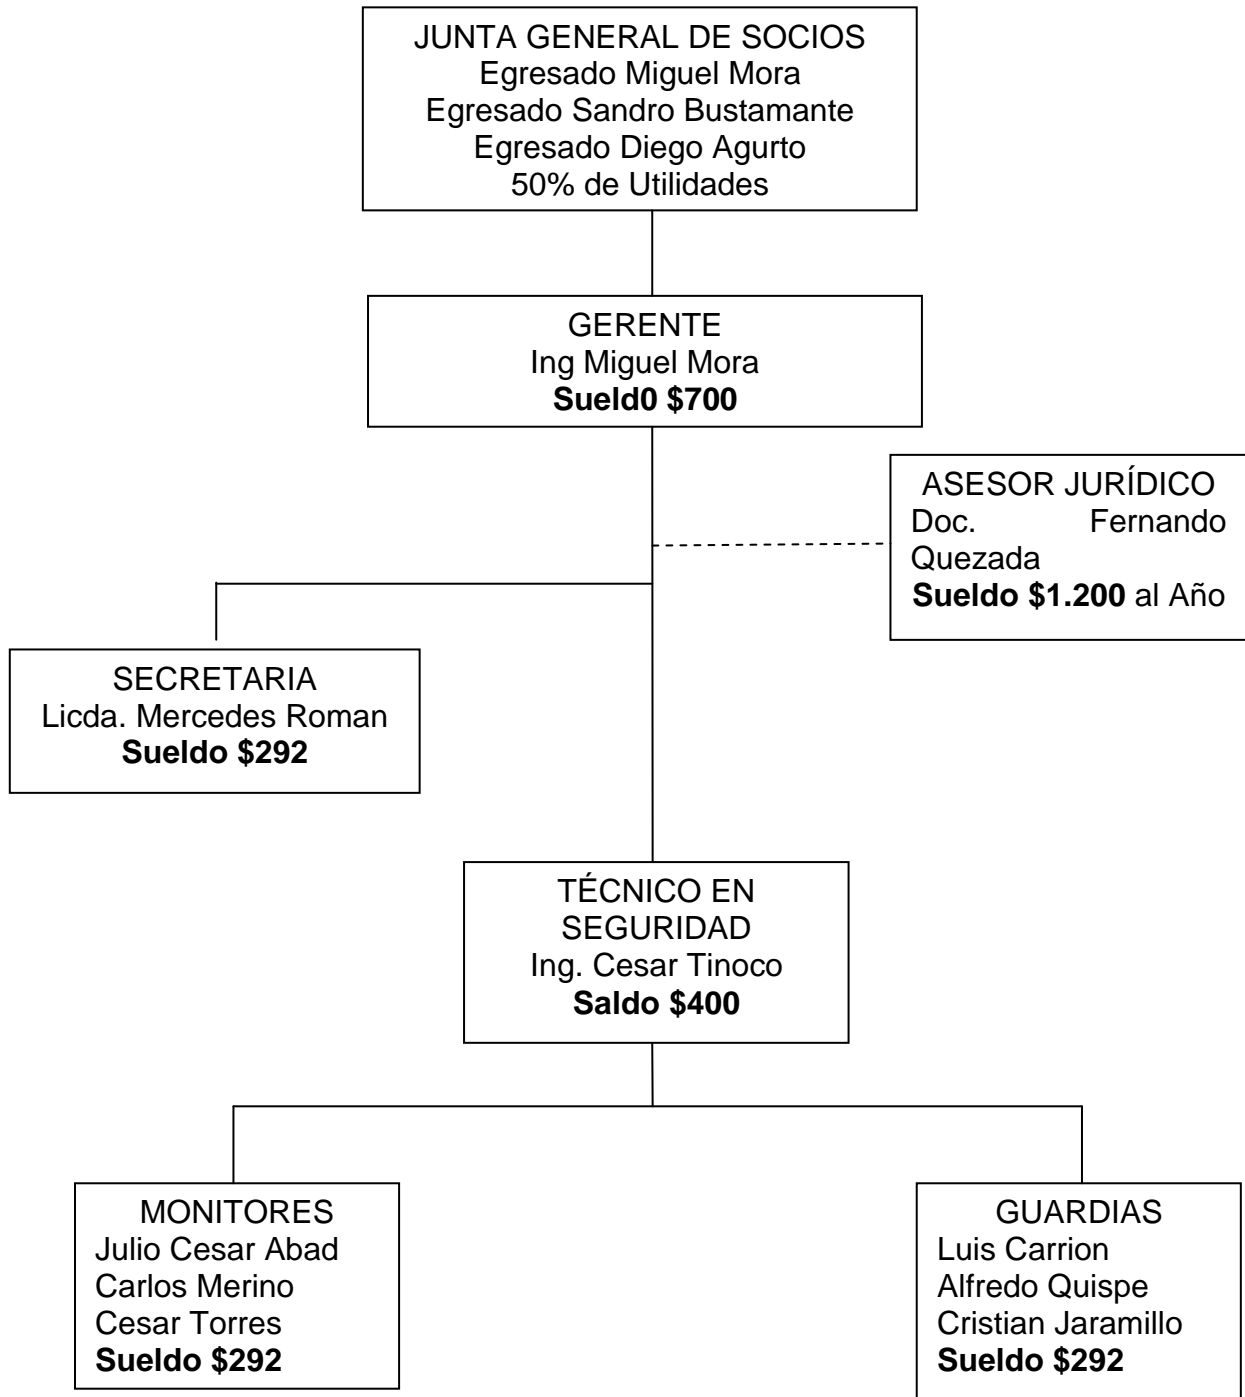 JUNTA GENERAL DE SOCIOS
Egresado Miguel Mora
Egresado Sandro Bustamante
Egresado Diego Agurto
50% de Utilidades
GERENTE
Ing Miguel Mora
Sueld0 $700
ASESOR JURÍDICO
Doc. Fernando
Quezada
Sueldo $1.200 al Año
SECRETARIA
Licda. Mercedes Roman
Sueldo $292
TÉCNICO EN
SEGURIDAD
Ing. Cesar Tinoco
Saldo $400
MONITORES
Julio Cesar Abad
Carlos Merino
Cesar Torres
Sueldo $292
GUARDIAS
Luis Carrion
Alfredo Quispe
Cristian Jaramillo
Sueldo $292